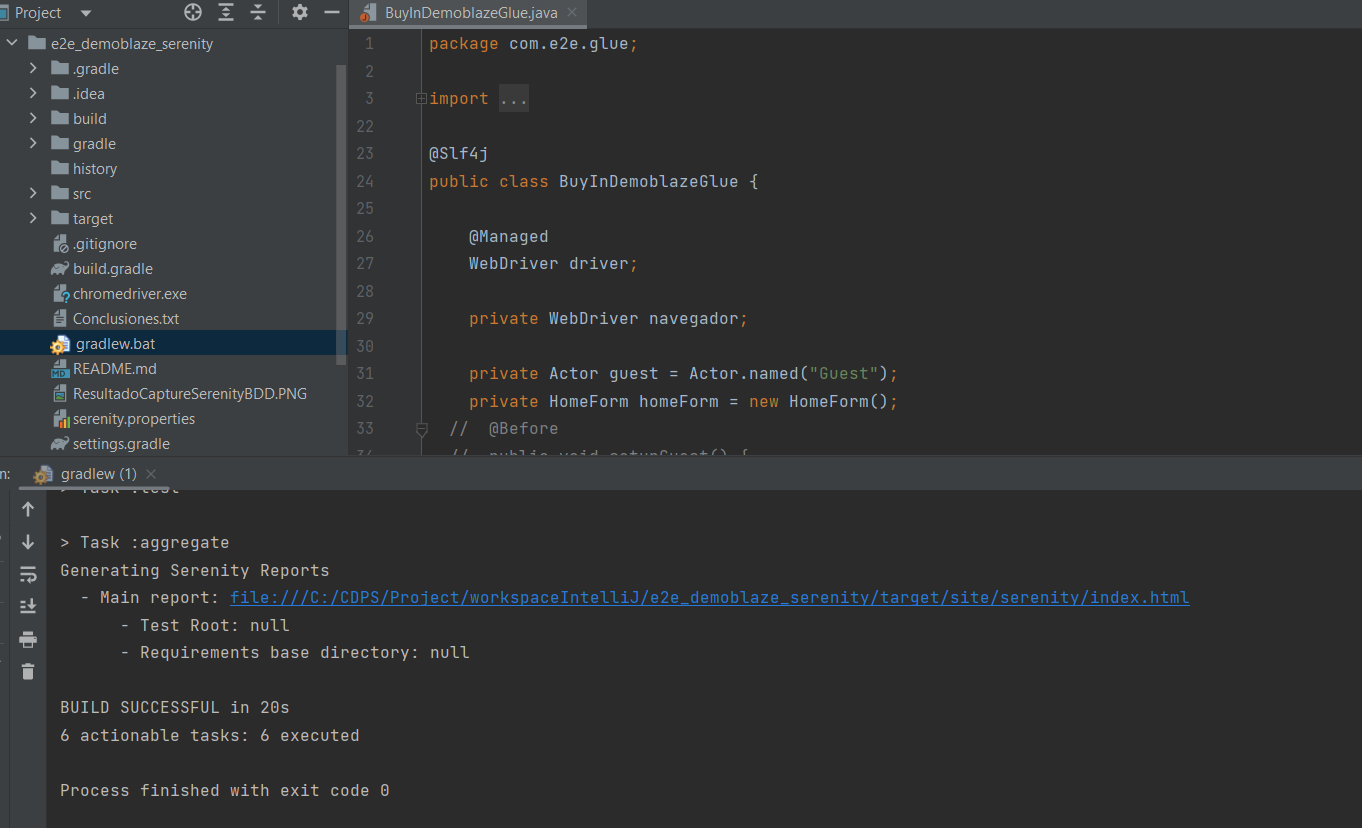 Project
BuyInDemoblazeGlue.java
e2e_demoblaze_serenity
.gradle
.idea
build
gradle
history
src
target
.gitignore
build.gradle
chromedriver.exe
Conclusiones.txt
gradlew.bat
README.md
ResultadoCaptureSerenityBDD.PNG
serenity.properties
settings.gradle
1 package com.e2e.glue;
2
3 import ...
22
23 @Slf4j
24 public class BuyInDemoblazeGlue {
25
26 @Managed
27 WebDriver driver;
28
29 private WebDriver navegador;
30
31 private Actor guest = Actor.named("Guest");
32 private HomeForm homeForm = new HomeForm();
33 // @Before
n: gradlew (1)
> Task :test
> Task :aggregate
Generating Serenity Reports
- Main report: file:///C:/CDPS/Project/workspaceIntelliJ/e2e_demoblaze_serenity/target/site/serenity/index.html
- Test Root: null
- Requirements base directory: null
BUILD SUCCESSFUL in 20s
6 actionable tasks: 6 executed
Process finished with exit code 0